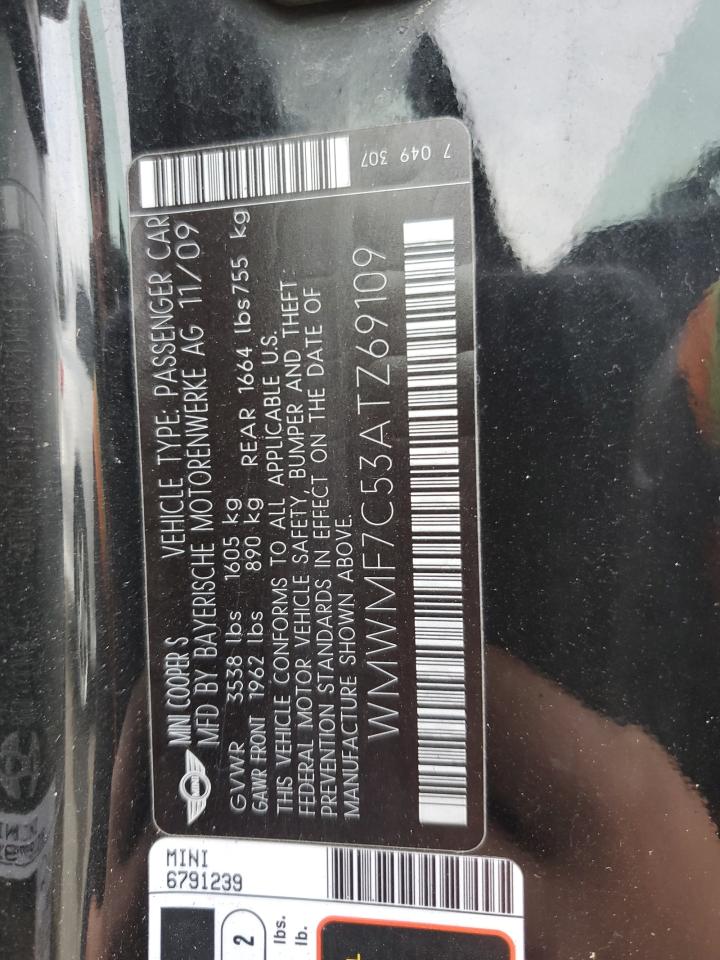 7 049 307
MINI
MINI COOPER S VEHICLE TYPE: PASSENGER CAR
MFD BY BAYERISCHE MOTORENWERKE AG 11/09
GVWR 3538 lbs 1605 kg
GAWR FRONT 1962 lbs 890 kg REAR 1664 lbs 755 kg
THIS VEHICLE CONFORMS TO ALL APPLICABLE U.S.
FEDERAL MOTOR VEHICLE SAFETY, BUMPER AND THEFT
PREVENTION STANDARDS IN EFFECT ON THE DATE OF
MANUFACTURE SHOWN ABOVE.
WMWMF7C53ATZ69109
MINI
6791239
2
lbs.
lb.